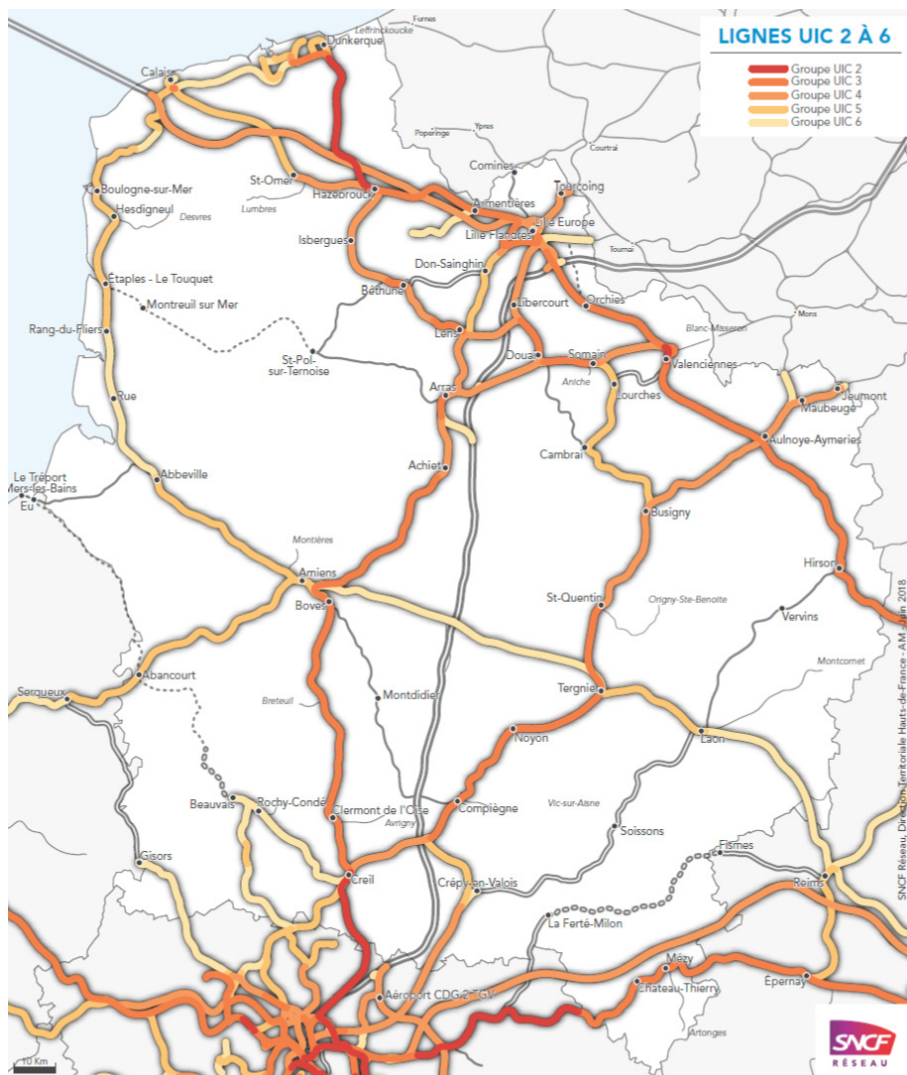 LIGNES UIC 2 À 6
Groupe UIC 2
Groupe UIC 3
Groupe UIC 4
Groupe UIC 5
Groupe UIC 6
Leffrinckoucke
Furnes
Dunkerque
Calais
Poperinge
Ypres
Courtrai
Comines
St-Omer
Hazebrouck
Tourcoing
Boulogne-sur-Mer
Lumbres
Armentières
Hesdigneul
Desvres
Lille Europe
Lille Flandres
Isbergues
Tournai
Don-Sainghin
Étaples - Le Touquet
Béthune
Montreuil sur Mer
Libercourt
Orchies
Mons
Rang-du-Fliers
Lens
Blanc-Misseron
St-Pol-
sur-Ternoise
Douai
Somain
Valenciennes
Aniche
Lourches
Jeumont
Rue
Arras
Maubeuge
Aulnoye-Aymeries
Cambrai
Achiet
Le Tréport
Mers-les-Bains
Abbeville
Eu
Busigny
Montières
Hirson
Amiens
Boves
St-Quentin
Origny-Ste-Benoite
Vervins
Abancourt
Montcornet
Serqueux
Tergnier
Breteuil
Montdidier
Noyon
Laon
Beauvais
Rochy-Condé
Clermont de l'Oise
Compiègne
Vic-sur-Aisne
Avrigny
Soissons
Gisors
Fismes
Creil
Crépy-en-Valois
Reims
La Ferté-Milon
Mézy
Aéroport CDG 2 TGV
Chateau-Thierry
Épernay
Artonges
10 Km
SNCF Réseau, Direction Territoriale Hauts-de-France - AM - Juin 2018
SNCF
RÉSEAU